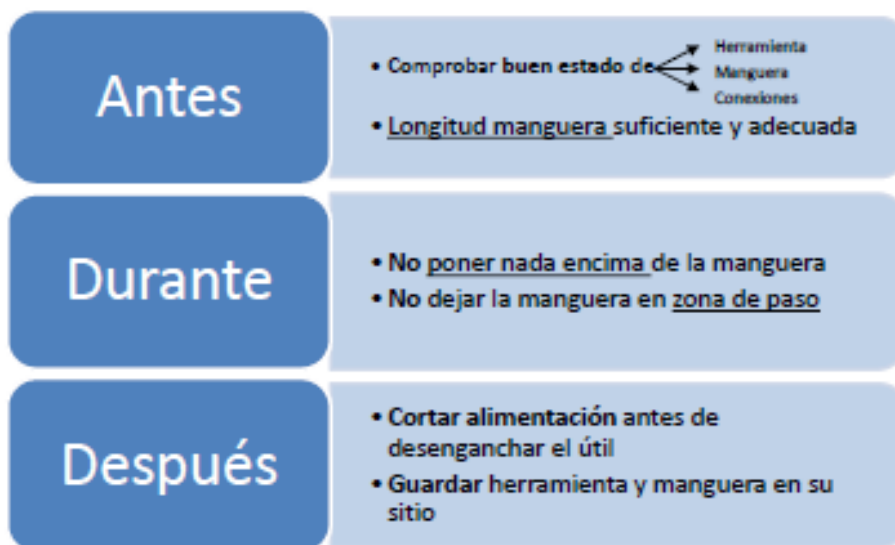 Antes
• Comprobar buen estado de
Herramienta
Manguera
Conexiones
• Longitud manguera suficiente y adecuada
Durante
• No poner nada encima de la manguera
• No dejar la manguera en zona de paso
Después
• Cortar alimentación antes de
desenganchar el útil
• Guardar herramienta y manguera en su
sitio